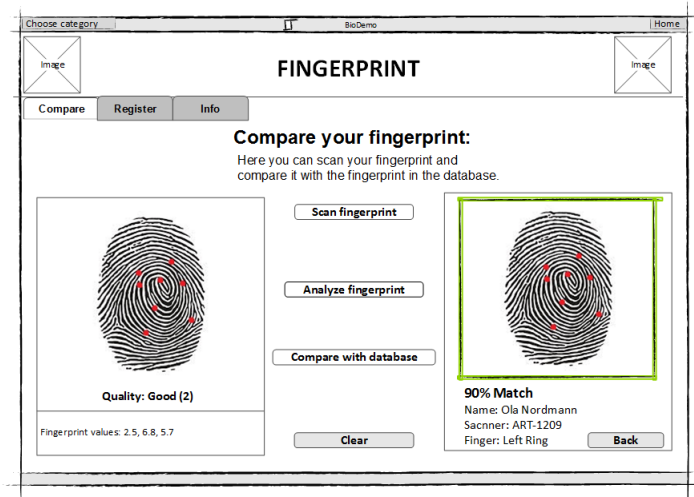 Choose category
BioDemo
Home
Image
FINGERPRINT
Image
Compare
Register
Info
Compare your fingerprint:
Here you can scan your fingerprint and
compare it with the fingerprint in the database.
Scan fingerprint
Analyze fingerprint
Compare with database
Quality: Good (2)
Fingerprint values: 2.5, 6.8, 5.7
Clear
90% Match
Name: Ola Nordmann
Sacnner: ART-1209
Finger: Left Ring
Back